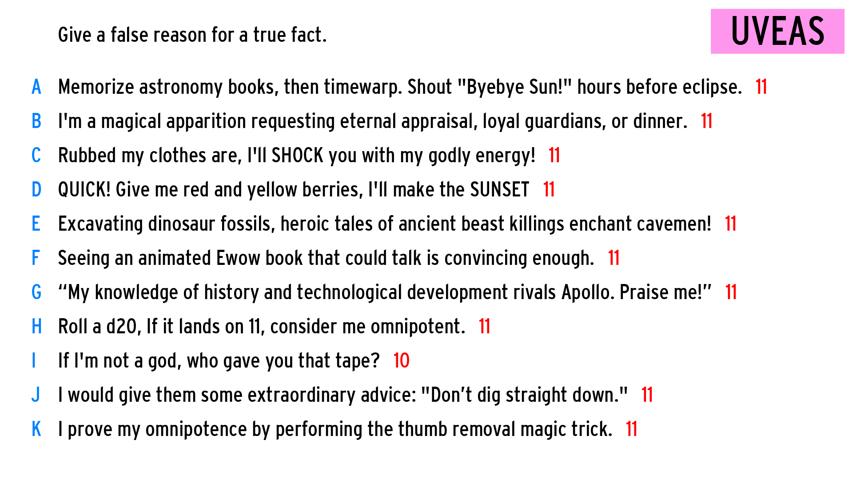 Give a false reason for a true fact.
UVEAS
A Memorize astronomy books, then timewarp. Shout "Byebye Sun!" hours before eclipse. 11
B I'm a magical apparition requesting eternal appraisal, loyal guardians, or dinner. 11
C Rubbed my clothes are, I'll SHOCK you with my godly energy! 11
D QUICK! Give me red and yellow berries, I'll make the SUNSET 11
E Excavating dinosaur fossils, heroic tales of ancient beast killings enchant cavemen! 11
F Seeing an animated Ewow book that could talk is convincing enough. 11
G “My knowledge of history and technological development rivals Apollo. Praise me!” 11
H Roll a d20, If it lands on 11, consider me omnipotent. 11
I If I'm not a god, who gave you that tape? 10
J I would give them some extraordinary advice: "Don’t dig straight down." 11
K I prove my omnipotence by performing the thumb removal magic trick. 11